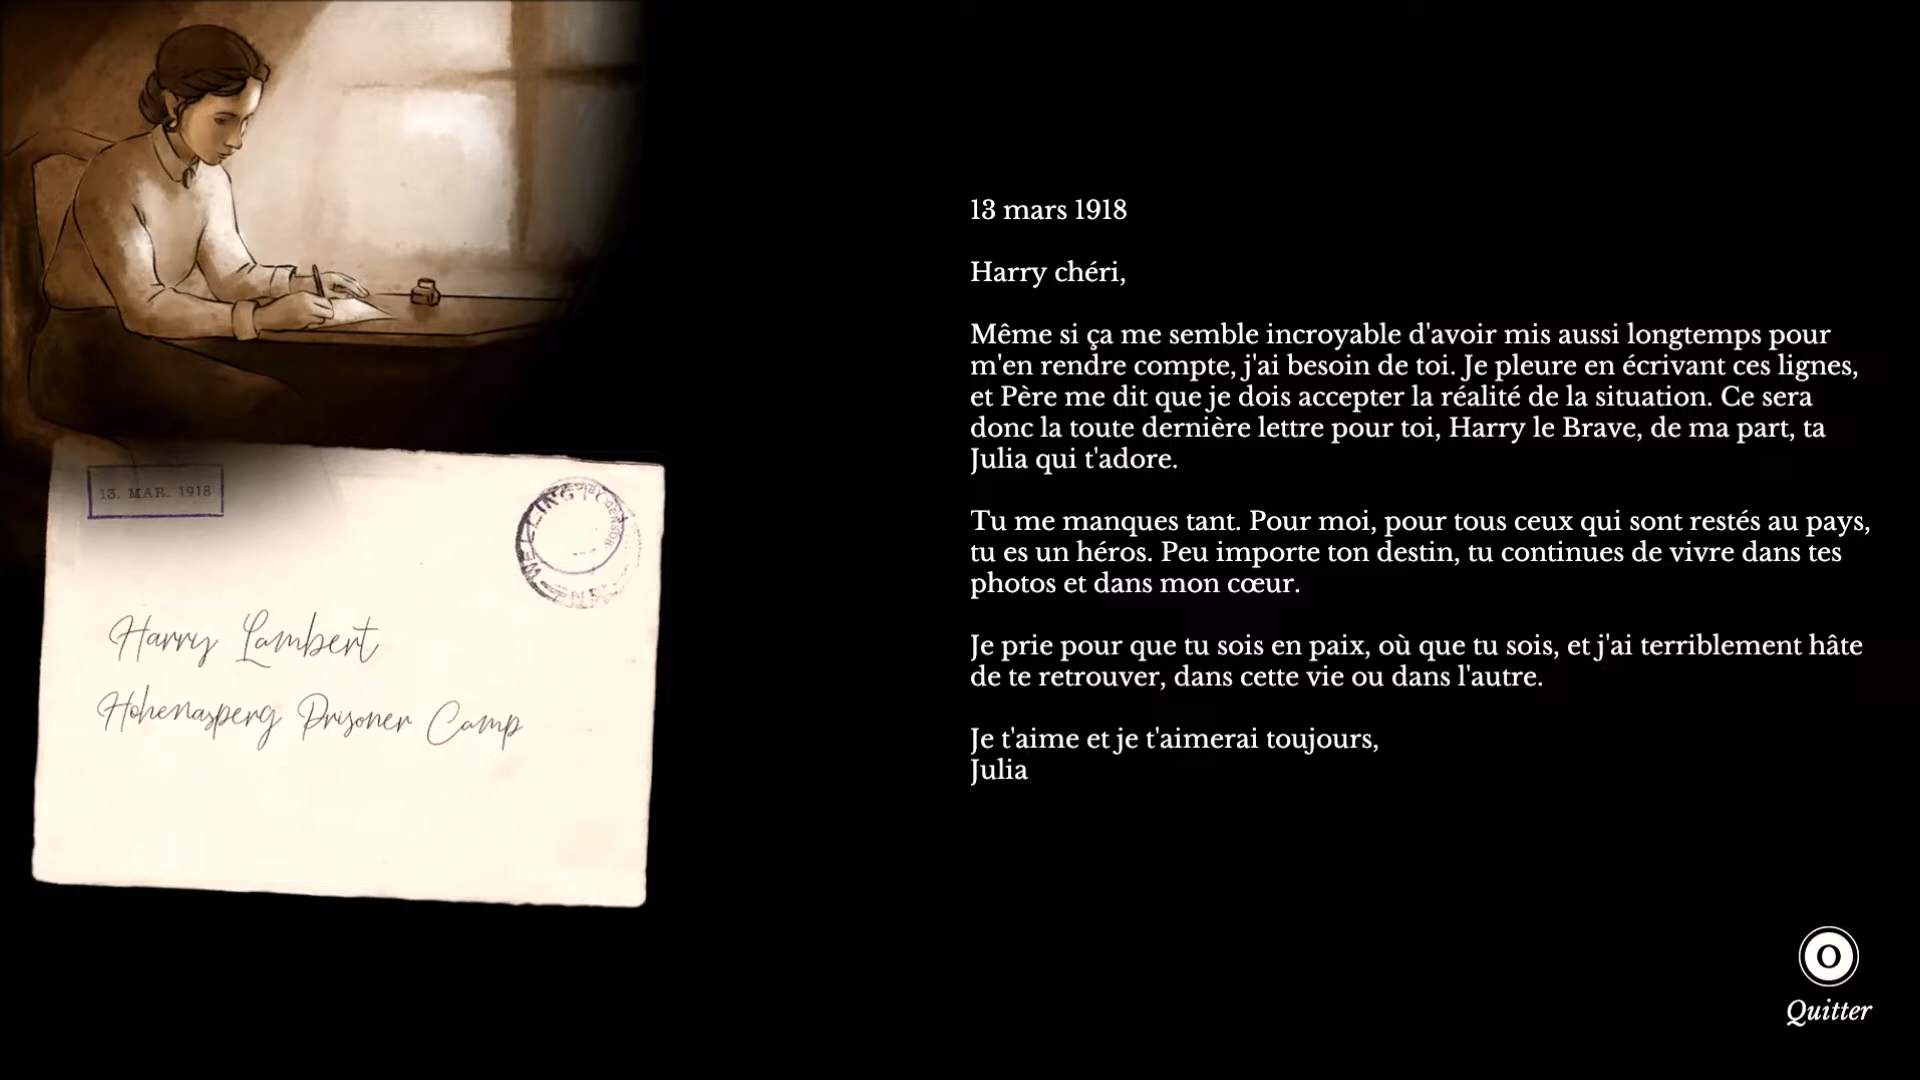 13. MAR. 1918
WELLINGT
Harry Lambert
Hohenasperg Prisoner Camp
13 mars 1918
Harry chéri,
Même si ça me semble incroyable d'avoir mis aussi longtemps pour
m'en rendre compte, j'ai besoin de toi. Je pleure en écrivant ces lignes,
et Père me dit que je dois accepter la réalité de la situation. Ce sera
donc la toute dernière lettre pour toi, Harry le Brave, de ma part, ta
Julia qui t'adore.
Tu me manques tant. Pour moi, pour tous ceux qui sont restés au pays,
tu es un héros. Peu importe ton destin, tu continues de vivre dans tes
photos et dans mon cœur.
Je prie pour que tu sois en paix, où que tu sois, et j'ai terriblement hâte
de te retrouver, dans cette vie ou dans l'autre.
Je t'aime et je t'aimerai toujours,
Julia
O
Quitter